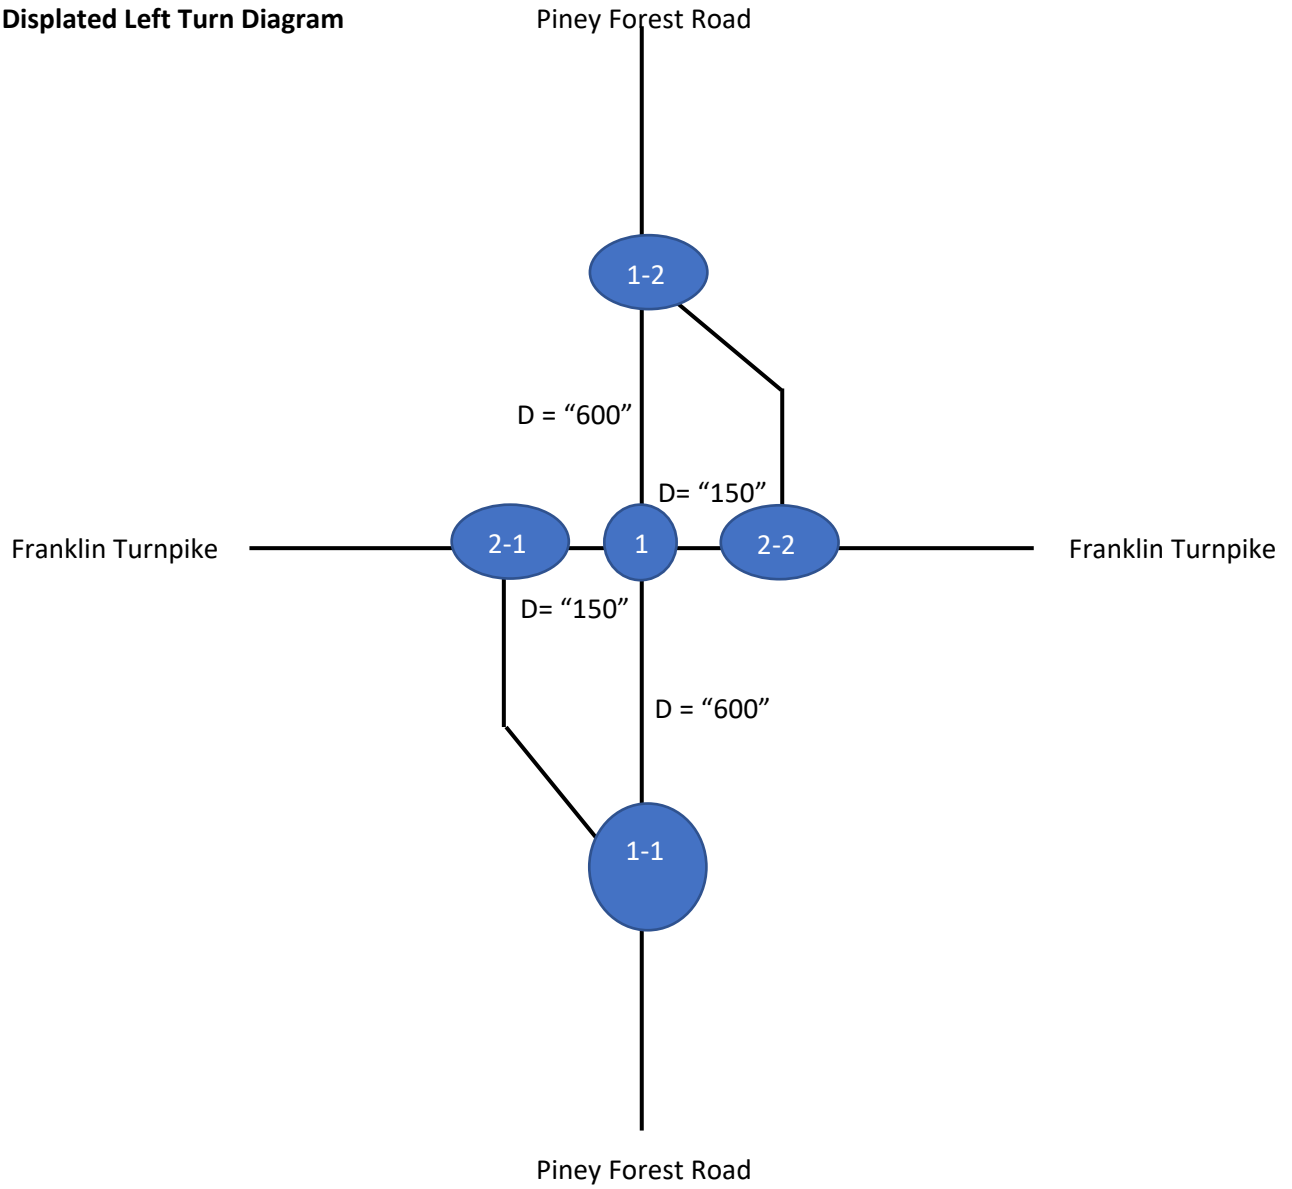 Displated Left Turn Diagram
Piney Forest Road
1-2
D = “600”
D= “150”
Franklin Turnpike
2-1
1
2-2
Franklin Turnpike
D= “150”
D = “600”
1-1
Piney Forest Road